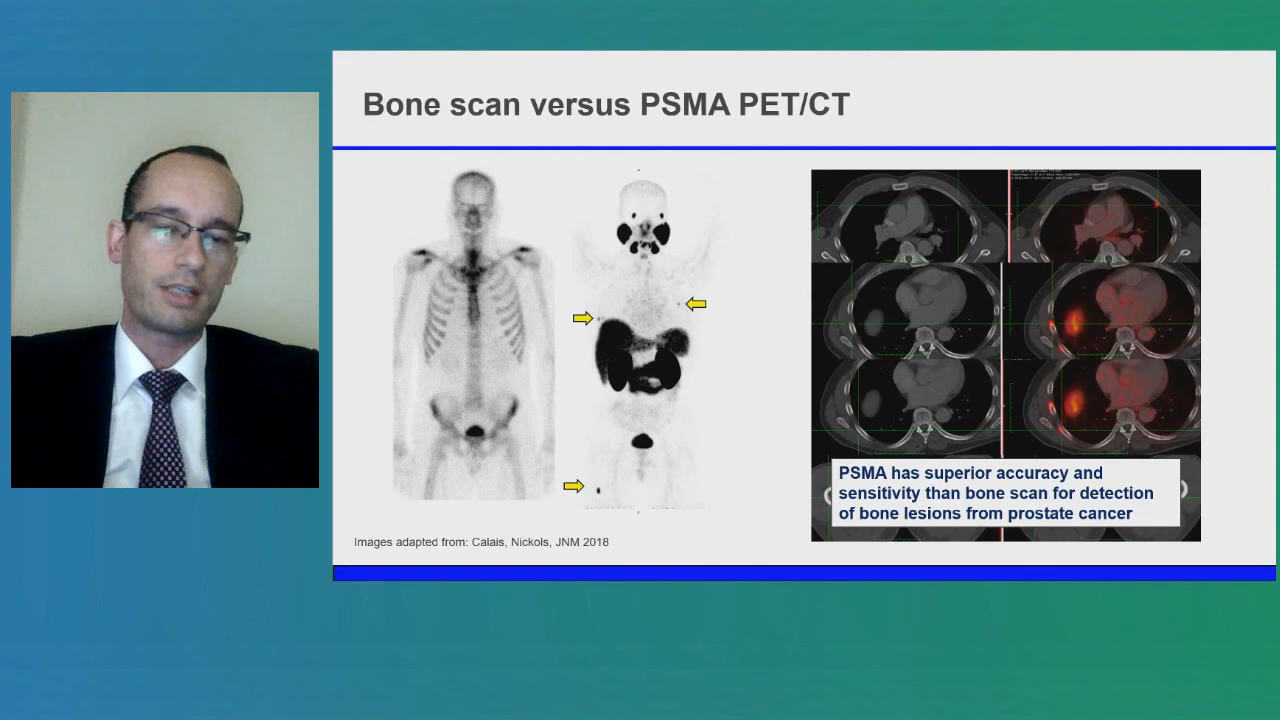 Bone scan versus PSMA PET/CT
PSMA has superior accuracy and
sensitivity than bone scan for detection
of bone lesions from prostate cancer
Images adapted from: Calais, Nickols, JNM 2018